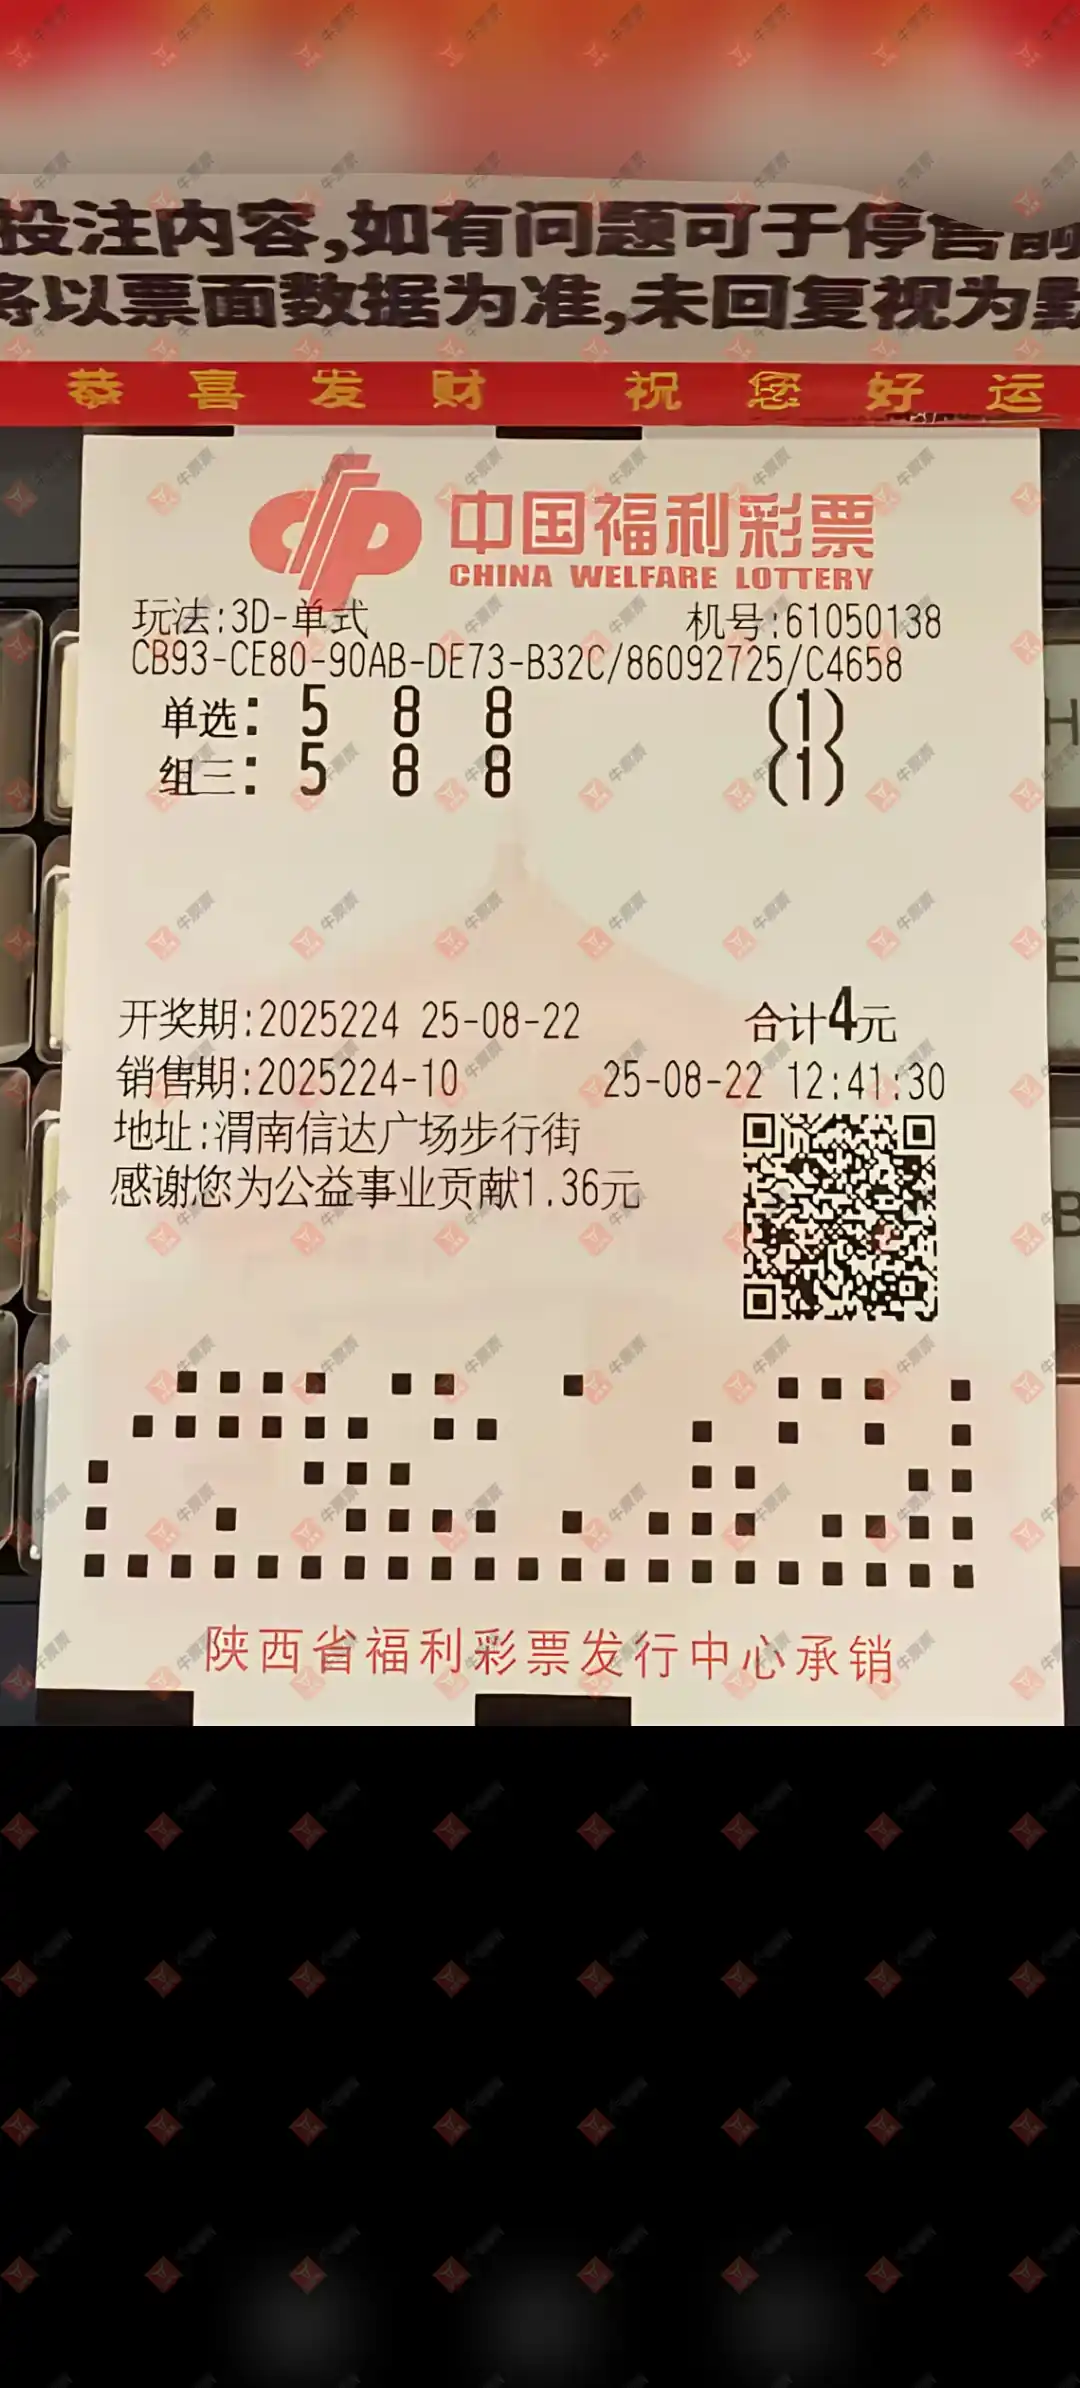 投注内容,如有问题可于停售前
将以票面数据为准,未回复视为默
恭喜发财 祝您好运
中国福利彩票
CHINA WELFARE LOTTERY
玩法:3D-单式 机号:61050138
CB93-CE80-90AB-DE73-B32C/86092725/C4658
单选: 5 8 8 (1)
组三: 5 8 8 (1)
开奖期:2025224 25-08-22 合计4元
销售期:2025224-10 25-08-22 12:41:30
地址:渭南信达广场步行街
感谢您为公益事业贡献1.36元
陕西省福利彩票发行中心承销
H
E
B
牛票票